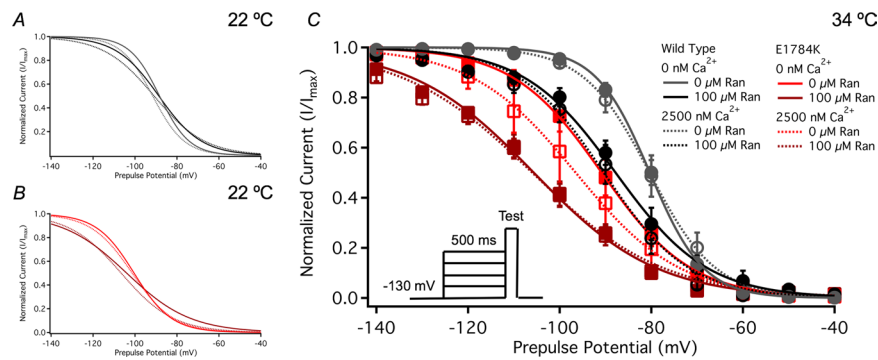 A
22 ºC
Normalized Current (I/Imax)
1.0
0.8
0.6
0.4
0.2
-140 -120 -100 -80 -60 -40
Prepulse Potential (mV)
B
22 ºC
Normalized Current (I/Imax)
1.0
0.8
0.6
0.4
0.2
0.0
-140 -120 -100 -80 -60 -40
Prepulse Potential (mV)
C
34 ºC
Normalized Current (I/Imax)
1.0
0.8
0.6
0.4
0.2
0.0
-140 -120 -100 -80 -60 -40
Prepulse Potential (mV)
Test
500 ms
-130 mV
Wild Type
0 nM Ca2+
0 µM Ran
100 µM Ran
2500 nM Ca2+
0 µM Ran
100 µM Ran
E1784K
0 nM Ca2+
0 µM Ran
100 µM Ran
2500 nM Ca2+
0 µM Ran
100 µM Ran